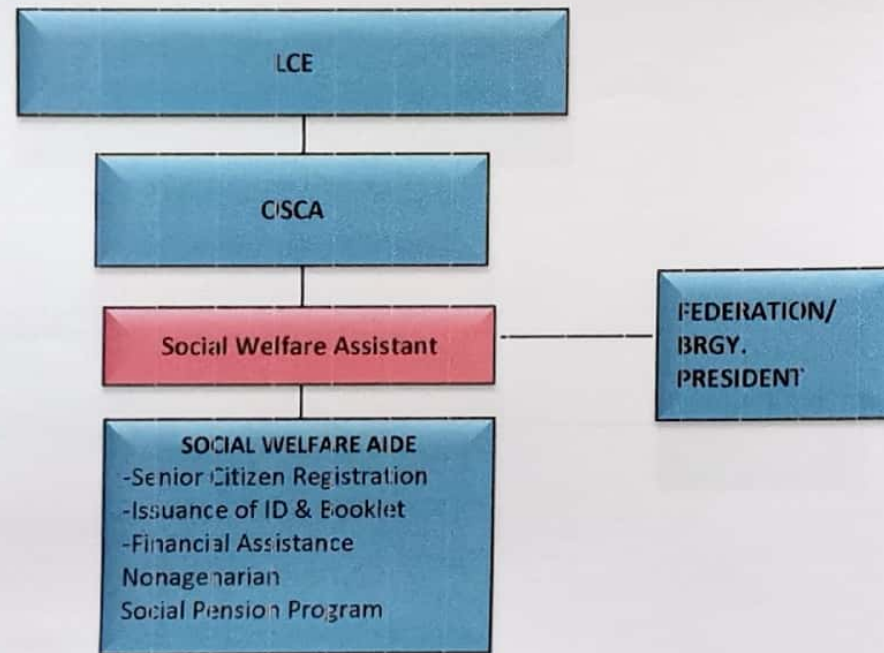 LCE
OSCA
Social Welfare Assistant
FEDERATION/
BRGY.
PRESIDENT
SOCIAL WELFARE AIDE
-Senior Citizen Registration
-Issuance of ID & Booklet
-Financial Assistance
Nonagenarian
Social Pension Program